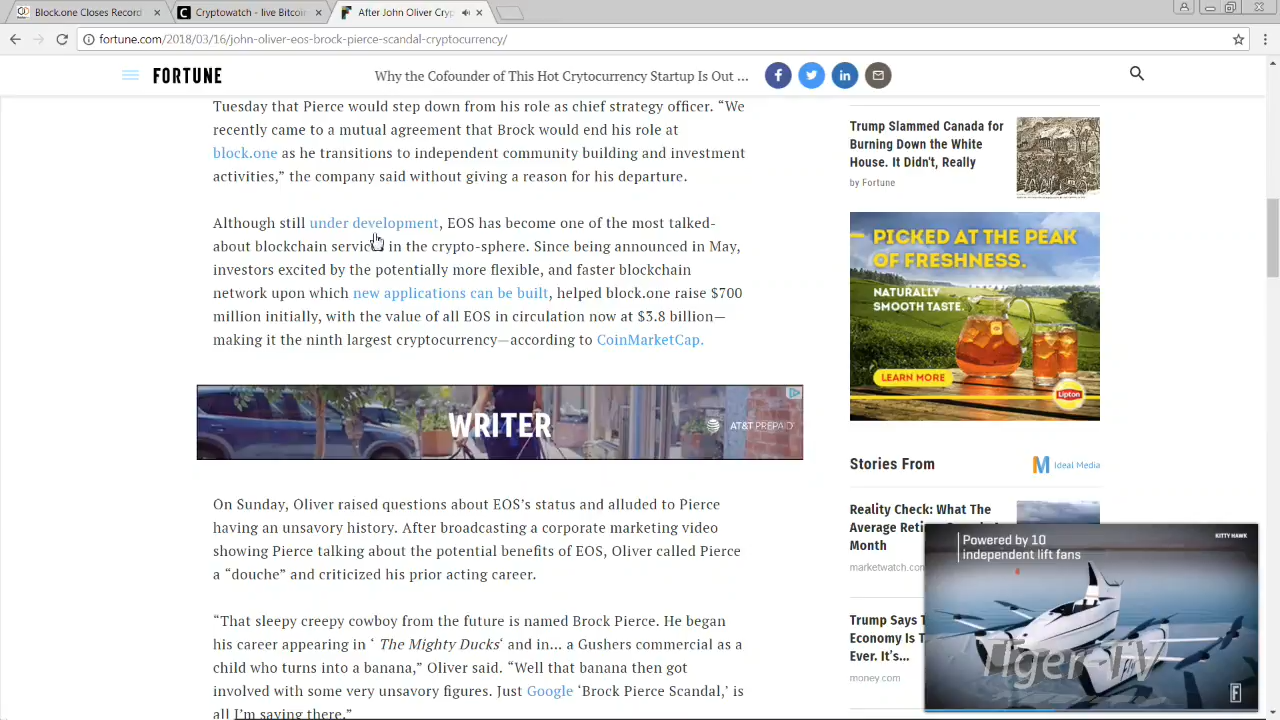 Block.one Closes Record
Cryptowatch - live Bitcoin
After John Oliver Cryp
fortune.com/2018/03/16/john-oliver-eos-brock-pierce-scandal-cryptocurrency/
FORTUNE
Why the Cofounder of This Hot Crytocurrency Startup Is Out ...
Tuesday that Pierce would step down from his role as chief strategy officer. “We
recently came to a mutual agreement that Brock would end his role at
block.one as he transitions to independent community building and investment
activities,” the company said without giving a reason for his departure.
Although still under development, EOS has become one of the most talked-
about blockchain services in the crypto-sphere. Since being announced in May,
investors excited by the potentially more flexible, and faster blockchain
network upon which new applications can be built, helped block.one raise $700
million initially, with the value of all EOS in circulation now at $3.8 billion—
making it the ninth largest cryptocurrency—according to CoinMarketCap.
WRITER
AT&T PREPAID
On Sunday, Oliver raised questions about EOS’s status and alluded to Pierce
having an unsavory history. After broadcasting a corporate marketing video
showing Pierce talking about the potential benefits of EOS, Oliver called Pierce
a “douche” and criticized his prior acting career.
“That sleepy creepy cowboy from the future is named Brock Pierce. He began
his career appearing in ‘ The Mighty Ducks‘ and in… a Gushers commercial as a
child who turns into a banana,” Oliver said. “Well that banana then got
involved with some very unsavory figures. Just Google ‘Brock Pierce Scandal,’ is
all I’m saying there.”
Trump Slammed Canada for
Burning Down the White
House. It Didn't, Really
by Fortune
PICKED AT THE PEAK
OF FRESHNESS.
NATURALLY
SMOOTH TASTE.
LEARN MORE
Lipton
Stories From
Ideal Media
Reality Check: What The
Average
Month
marketwatch.com
Trump Says
Economy Is
Ever. It’s…
money.com
Powered by 10
independent lift fans
KITTY HAWK
Tiger-TV
F